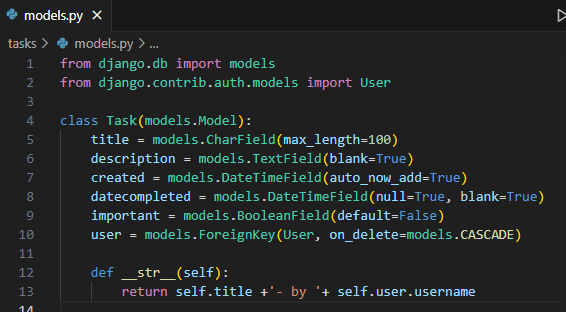 models.py ×
tasks > models.py > ...
1 from django.db import models
2 from django.contrib.auth.models import User
3
4 class Task(models.Model):
5     title = models.CharField(max_length=100)
6     description = models.TextField(blank=True)
7     created = models.DateTimeField(auto_now_add=True)
8     datecompleted = models.DateTimeField(null=True, blank=True)
9     important = models.BooleanField(default=False)
10     user = models.ForeignKey(User, on_delete=models.CASCADE)
11
12     def __str__(self):
13         return self.title +'- by '+ self.user.username
14